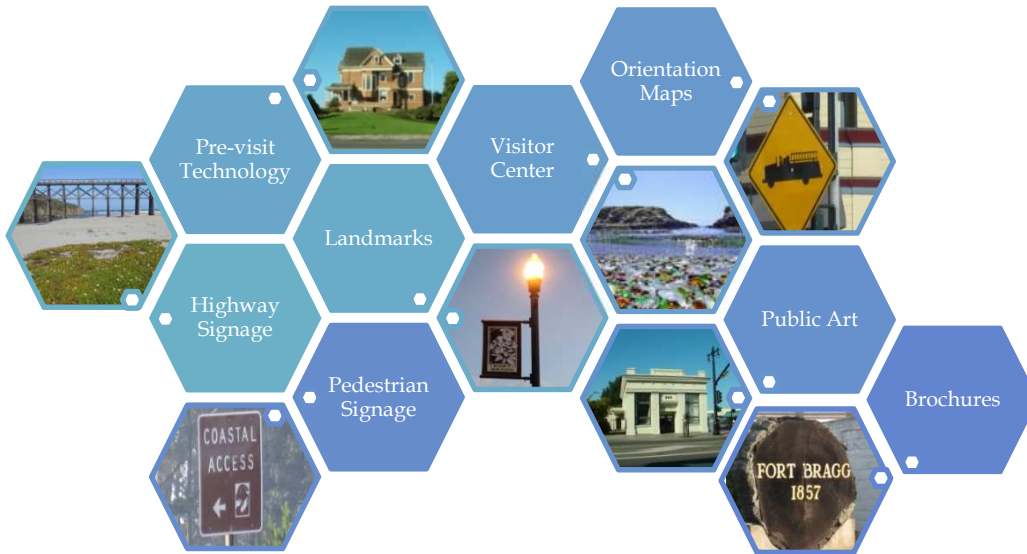 Orientation
Maps
Pre-visit
Technology
Visitor
Center
Landmarks
Highway
Signage
Public Art
Pedestrian
Signage
Brochures
COASTAL
ACCESS
FORT BRAGG
1857